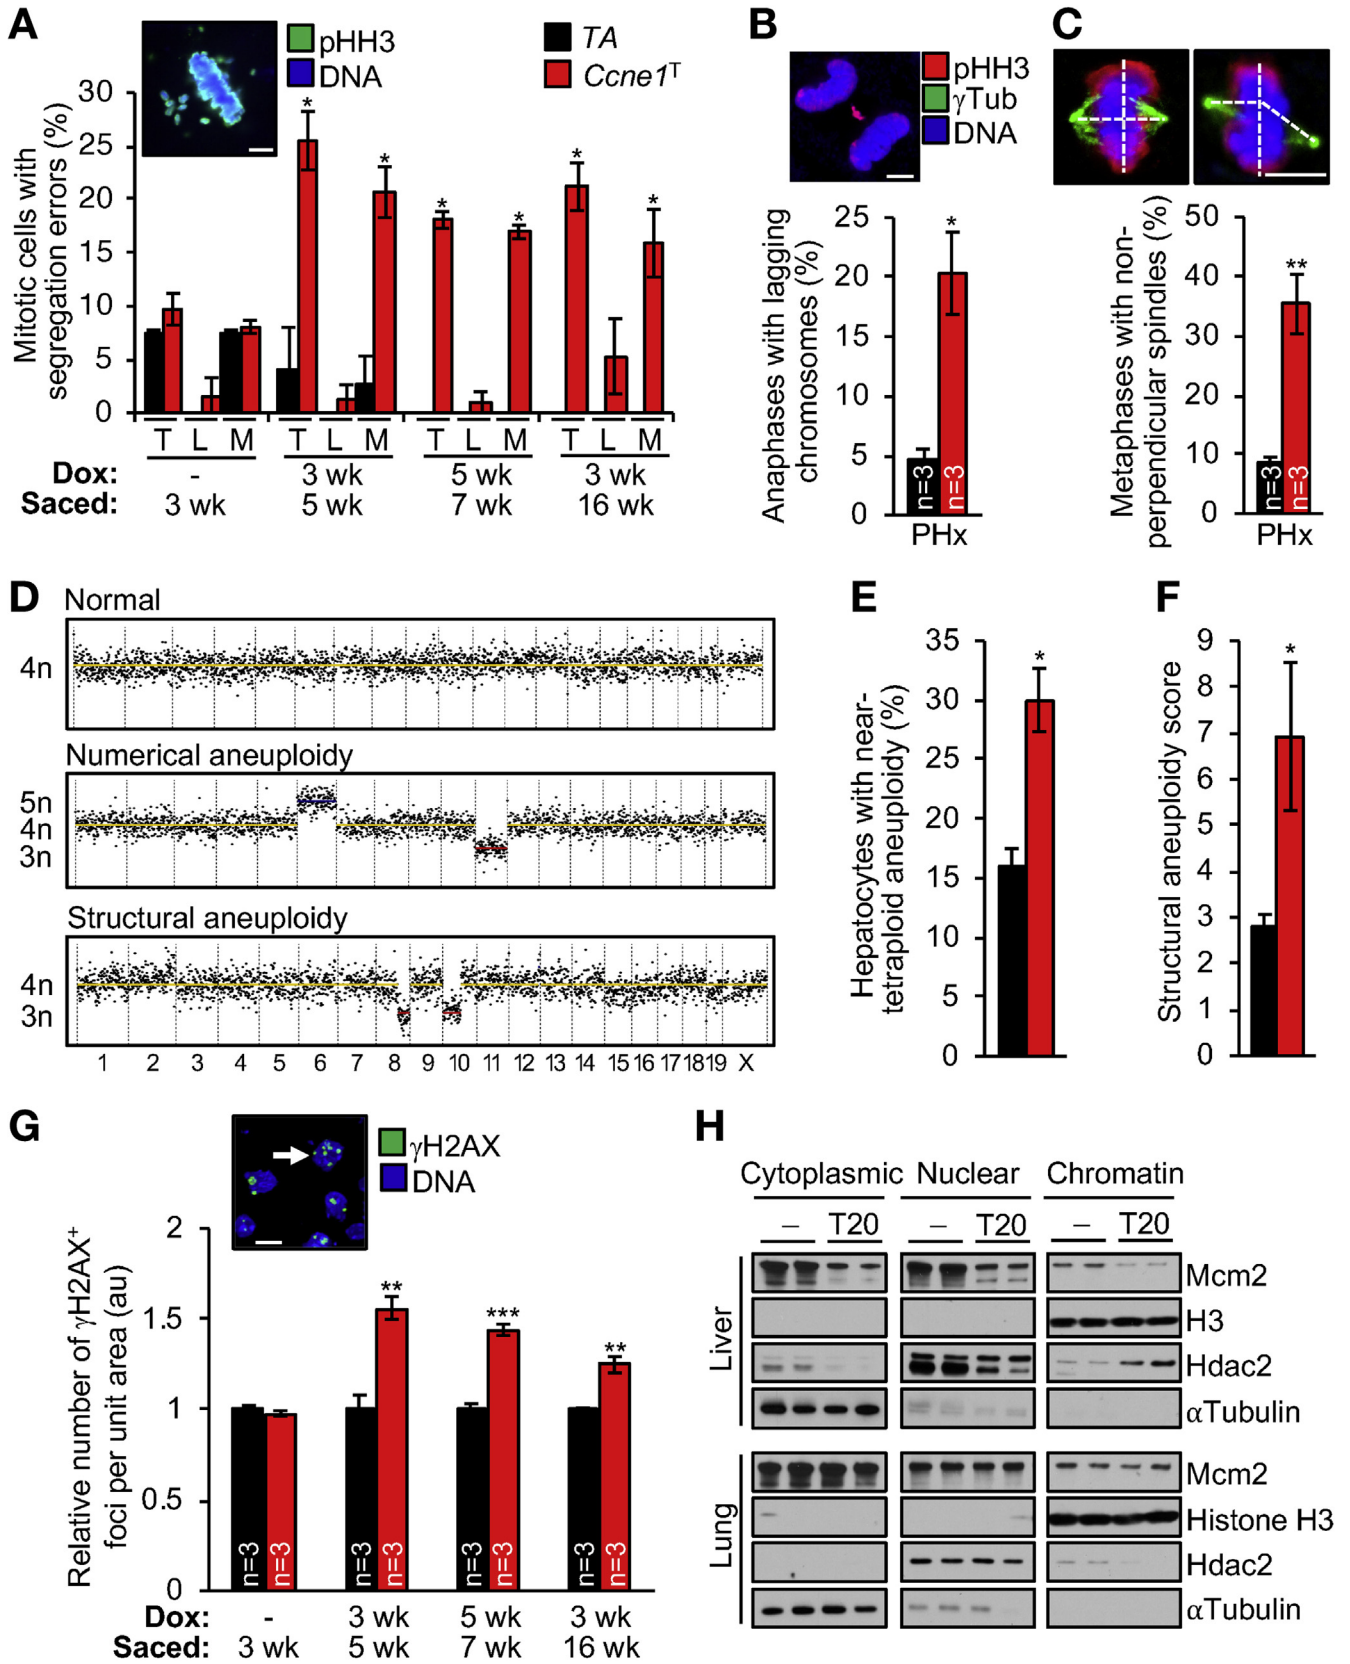 A
pHH3
DNA
TA
Ccne1T
Mitotic cells with
segregation errors (%)
30
25
20
15
10
5
0
*
*
*
*
*
*
T L M T L M T L M T L M
Dox: - 3 wk 5 wk 3 wk
Saced: 3 wk 5 wk 7 wk 16 wk
B
pHH3
γTub
DNA
Anaphases with lagging
chromosomes (%)
25
20
15
10
5
0
*
n=3
n=3
PHx
C
Metaphases with non-
perpendicular spindles (%)
50
40
30
20
10
0
**
n=3
n=3
PHx
D
Normal
4n
Numerical aneuploidy
5n
4n
3n
Structural aneuploidy
4n
3n
1 2 3 4 5 6 7 8 9 10 11 12 13 14 15 16 17 18 19 X
E
Hepatocytes with near-
tetraploid aneuploidy (%)
35
30
25
20
15
10
5
0
*
F
Structural aneuploidy score
9
8
7
6
5
4
3
2
1
0
*
G
γH2AX
DNA
Relative number of γH2AX+
foci per unit area (au)
2
1.5
1
0.5
0
**
***
**
n=3
n=3
n=3
n=3
n=3
n=3
n=3
n=3
Dox: - 3 wk 5 wk 3 wk
Saced: 3 wk 5 wk 7 wk 16 wk
H
Cytoplasmic Nuclear Chromatin
– T20 – T20 – T20
Liver
Mcm2
H3
Hdac2
αTubulin
Lung
Mcm2
Histone H3
Hdac2
αTubulin